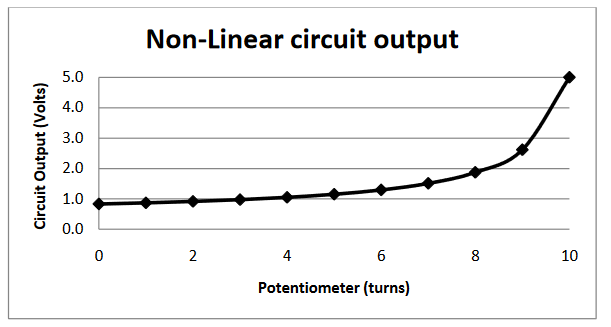 Non-Linear circuit output
Circuit Output (Volts)
5.0
4.0
3.0
2.0
1.0
0.0
0 2 4 6 8 10
Potentiometer (turns)